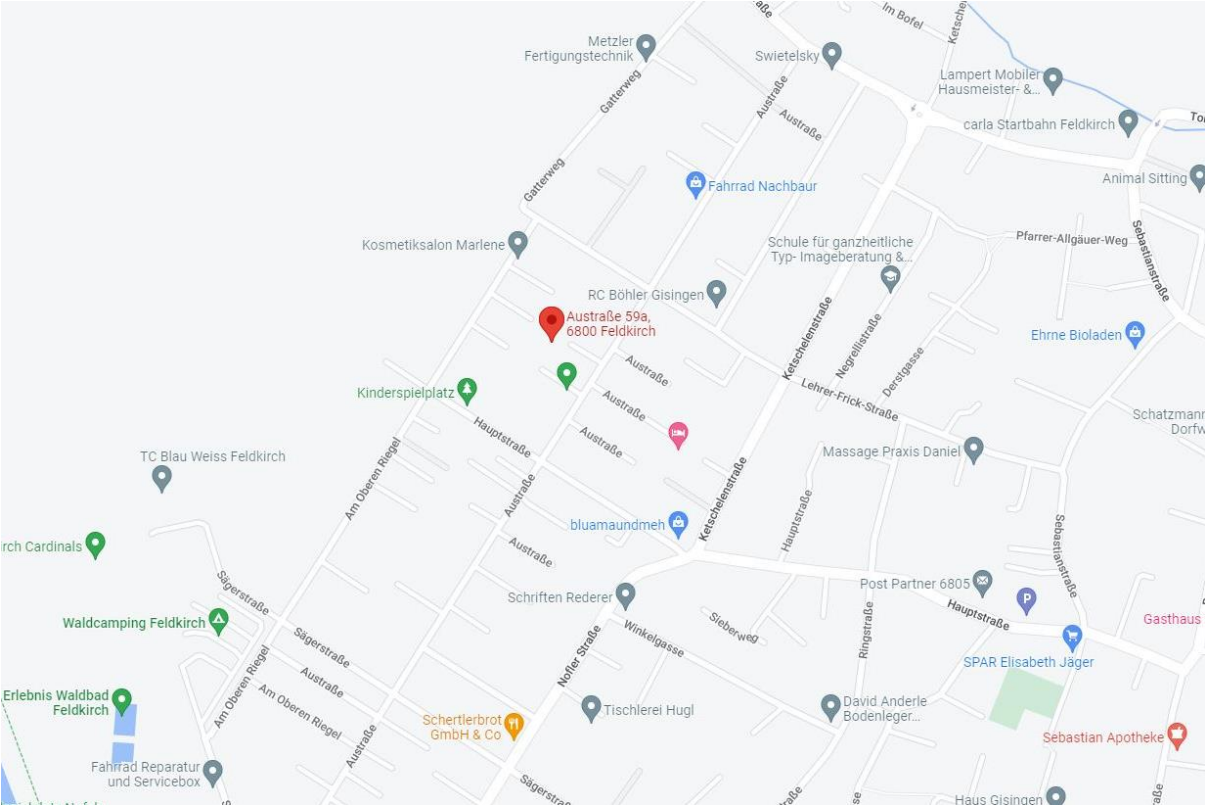 aße
Im Bofel
Ketschele
Metzler
Fertigungstechnik
Swietelsky
Lampert Mobiler
Hausmeister- &...
Gatterweg
Austraße
Austraße
carla Startbahn Feldkirch
To
Animal Sitting
Gatterweg
Fahrrad Nachbaur
Kosmetiksalon Marlene
Schule für ganzheitliche
Typ- Imageberatung &...
Pfarrer-Allgäuer-Weg
Sebastianstraße
RC Böhler Gisingen
Austraße 59a,
6800 Feldkirch
Ketschelenstraße
Negrellistraße
Ehrne Bioladen
Austraße
Derstgasse
Kinderspielplatz
Austraße
Lehrer-Frick-Straße
Schatzmann
Dorfw
Hauptstraße
Austraße
TC Blau Weiss Feldkirch
Am Oberen Riegel
Massage Praxis Daniel
Austraße
Ketschelenstraße
Hauptstraße
bluamaundmeh
rch Cardinals
Austraße
Sebastianstraße
Sägerstraße
Schriften Rederer
Post Partner 6805
Hauptstraße
P
Waldcamping Feldkirch
Sägerstraße
Winkelgasse
Sieberweg
Ringstraße
Gasthaus
Nofler Straße
SPAR Elisabeth Jäger
Am Oberen Riegel
Austraße
Erlebnis Waldbad
Feldkirch
Am Oberen Riegel
Tischlerei Hugl
David Anderle
Bodenleger...
Schertlerbrot
GmbH & Co
Austraße
Sebastian Apotheke
Fahrrad Reparatur
und Servicebox
Sägerstraße
aße
Haus Gisingen
aße